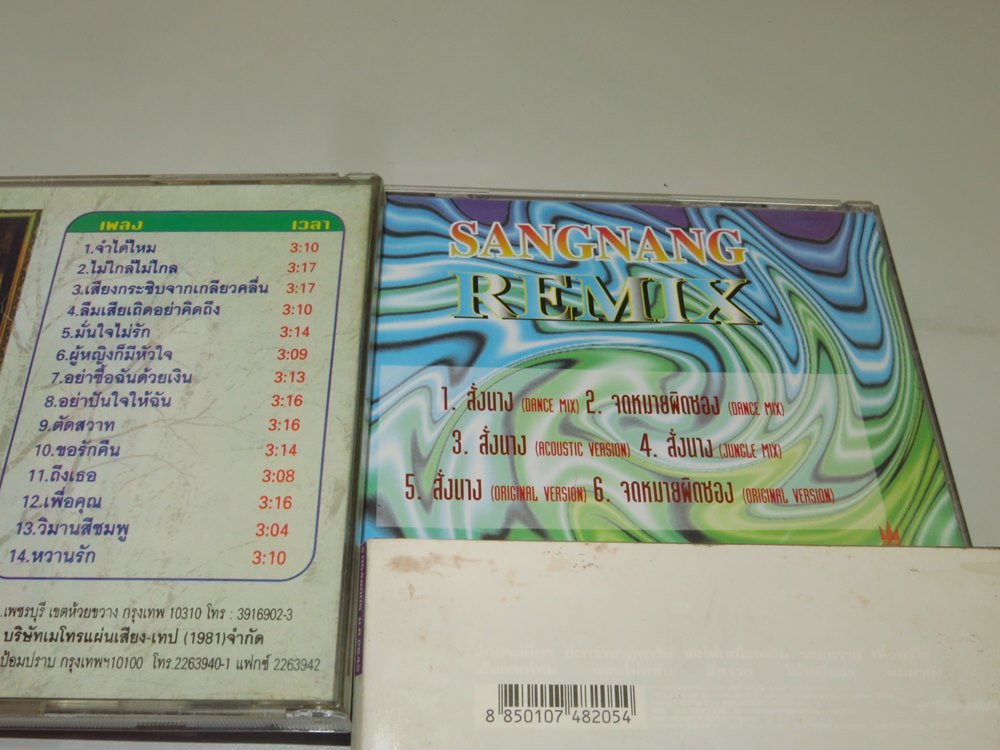 เพลง เวลา
1.จำได้ไหม 3:10
2.ไม่ใกล้ไม่ไกล 3:17
3.เสียงกระซิบจากเกลียวคลื่น 3:17
4.ลืมเสียเถิดอย่าคิดถึง 3:10
5.มั่นใจไม่รัก 3:14
6.ผู้หญิงก็มีหัวใจ 3:09
7.อย่าซื้อฉันด้วยเงิน 3:13
8.อย่าปันใจให้ฉัน 3:16
9.ตัดสวาท 3:16
10.ขอรักคืน 3:14
11.ถึงเธอ 3:08
12.เพื่อคุณ 3:16
13.วิมานสีชมพู 3:04
14.หวานรัก 3:10
เพชรบุรี เขตห้วยขวาง กรุงเทพ 10310 โทร : 3916902-3
บริษัทเมโทรแผ่นเสียง-เทป (1981)จำกัด
ป้อมปราบ กรุงเทพฯ10100 โทร.2263940-1 แฟกซ์ 2263942
SANGNANG
REMIX
1. สั่งนาง (DANCE MIX) 2. จดหมายผิดซอง (DANCE MIX)
3. สั่งนาง (ACOUSTIC VERSION) 4. สั่งนาง (JUNGLE MIX)
5. สั่งนาง (ORIGINAL VERSION) 6. จดหมายผิดซอง (ORIGINAL VERSION)
8 850107 482054